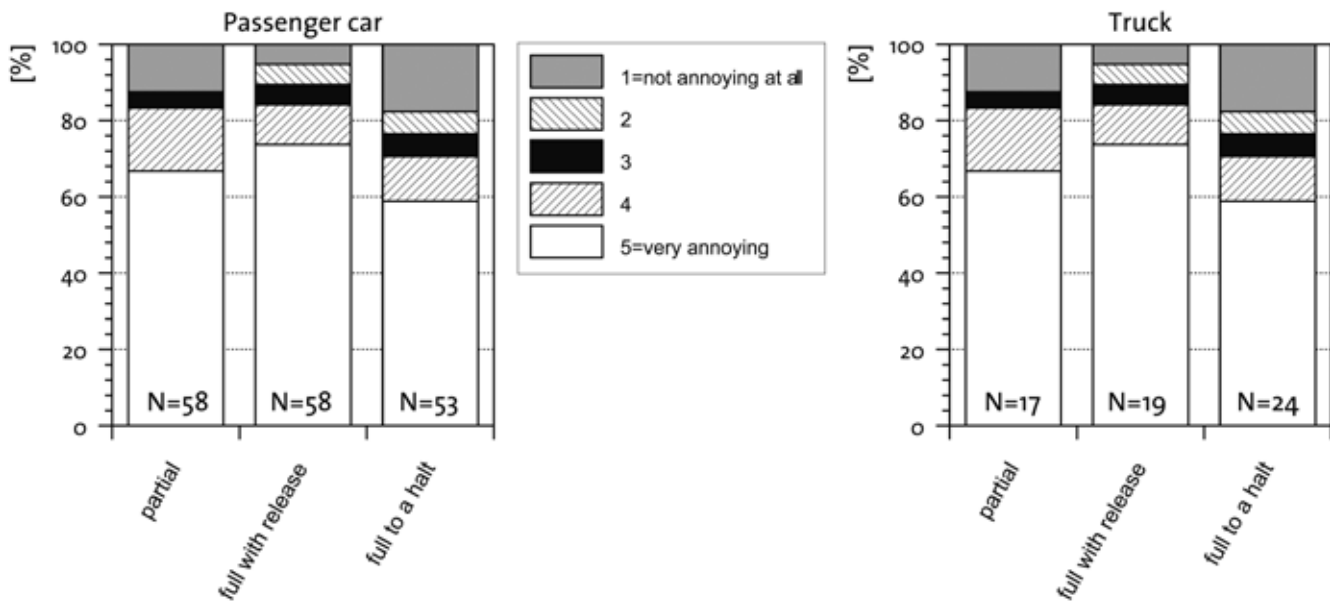 Passenger car
[%]
100
80
60
40
20
0
N=58
N=58
N=53
partial
full with release
full to a halt
1=not annoying at all
2
3
4
5=very annoying
Truck
[%]
100
80
60
40
20
0
N=17
N=19
N=24
partial
full with release
full to a halt